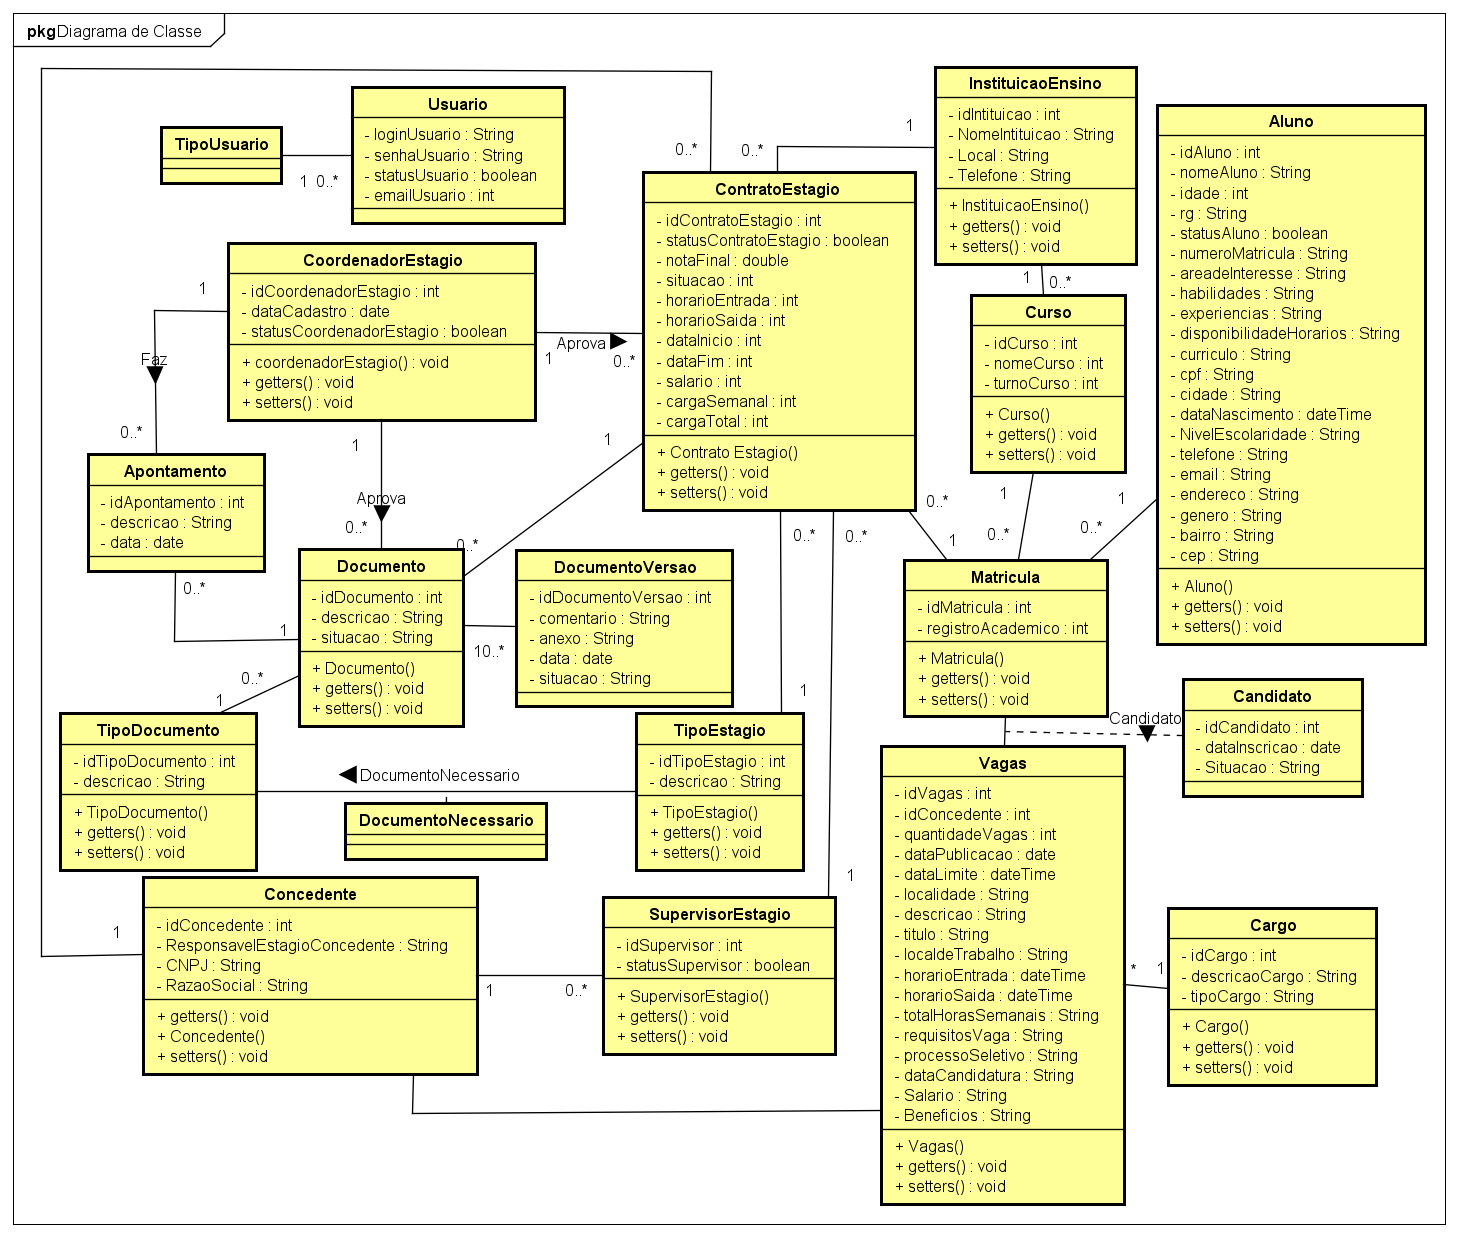 pkg Diagrama de Classe
TipoUsuario
1
0..*
Usuario
- loginUsuario : String
- senhaUsuario : String
- statusUsuario : boolean
- emailUsuario : int
0..*
0..*
1
InstituicaoEnsino
- idIntituicao : int
- NomeIntituicao : String
- Local : String
- Telefone : String
+ InstituicaoEnsino()
+ getters() : void
+ setters() : void
1
0..*
Aluno
- idAluno : int
- nomeAluno : String
- idade : int
- rg : String
- statusAluno : boolean
- numeroMatricula : String
- areadeInteresse : String
- habilidades : String
- experiencias : String
- disponibilidadeHorarios : String
- curriculo : String
- cpf : String
- cidade : String
- dataNascimento : dateTime
- NivelEscolaridade : String
- telefone : String
- email : String
- endereco : String
- genero : String
- bairro : String
- cep : String
+ Aluno()
+ getters() : void
+ setters() : void
ContratoEstagio
- idContratoEstagio : int
- statusContratoEstagio : boolean
- notaFinal : double
- situacao : int
- horarioEntrada : int
- horarioSaida : int
- dataInicio : int
- dataFim : int
- salario : int
- cargaSemanal : int
- cargaTotal : int
+ Contrato Estagio()
+ getters() : void
+ setters() : void
CoordenadorEstagio
- idCoordenadorEstagio : int
- dataCadastro : date
- statusCoordenadorEstagio : boolean
+ coordenadorEstagio() : void
+ getters() : void
+ setters() : void
1
Faz
0..*
Aprova
1
0..*
1
Aprova
0..*
1
0..*
Curso
- idCurso : int
- nomeCurso : int
- turnoCurso : int
+ Curso()
+ getters() : void
+ setters() : void
1
0..*
1
0..*
0..*
1
Apontamento
- idApontamento : int
- descricao : String
- data : date
0..*
1
Documento
- idDocumento : int
- descricao : String
- situacao : String
+ Documento()
+ getters() : void
+ setters() : void
10..*
DocumentoVersao
- idDocumentoVersao : int
- comentario : String
- anexo : String
- data : date
- situacao : String
0..*
0..*
1
1
Matricula
- idMatricula : int
- registroAcademico : int
+ Matricula()
+ getters() : void
+ setters() : void
0..*
1
TipoDocumento
- idTipoDocumento : int
- descricao : String
+ TipoDocumento()
+ getters() : void
+ setters() : void
DocumentoNecessario
DocumentoNecessario
TipoEstagio
- idTipoEstagio : int
- descricao : String
+ TipoEstagio()
+ getters() : void
+ setters() : void
Candidato
Candidato
- idCandidato : int
- dataInscricao : date
- Situacao : String
Vagas
- idVagas : int
- idConcedente : int
- quantidadeVagas : int
- dataPublicacao : date
- dataLimite : dateTime
- localidade : String
- descricao : String
- titulo : String
- localdeTrabalho : String
- horarioEntrada : dateTime
- horarioSaida : dateTime
- totalHorasSemanais : String
- requisitosVaga : String
- processoSeletivo : String
- dataCandidatura : String
- Salario : String
- Beneficios : String
+ Vagas()
+ getters() : void
+ setters() : void
*
1
Cargo
- idCargo : int
- descricaoCargo : String
- tipoCargo : String
+ Cargo()
+ getters() : void
+ setters() : void
1
Concedente
- idConcedente : int
- ResponsavelEstagioConcedente : String
- CNPJ : String
- RazaoSocial : String
+ getters() : void
+ Concedente()
+ setters() : void
1
0..*
SupervisorEstagio
- idSupervisor : int
- statusSupervisor : boolean
+ SupervisorEstagio()
+ getters() : void
+ setters() : void